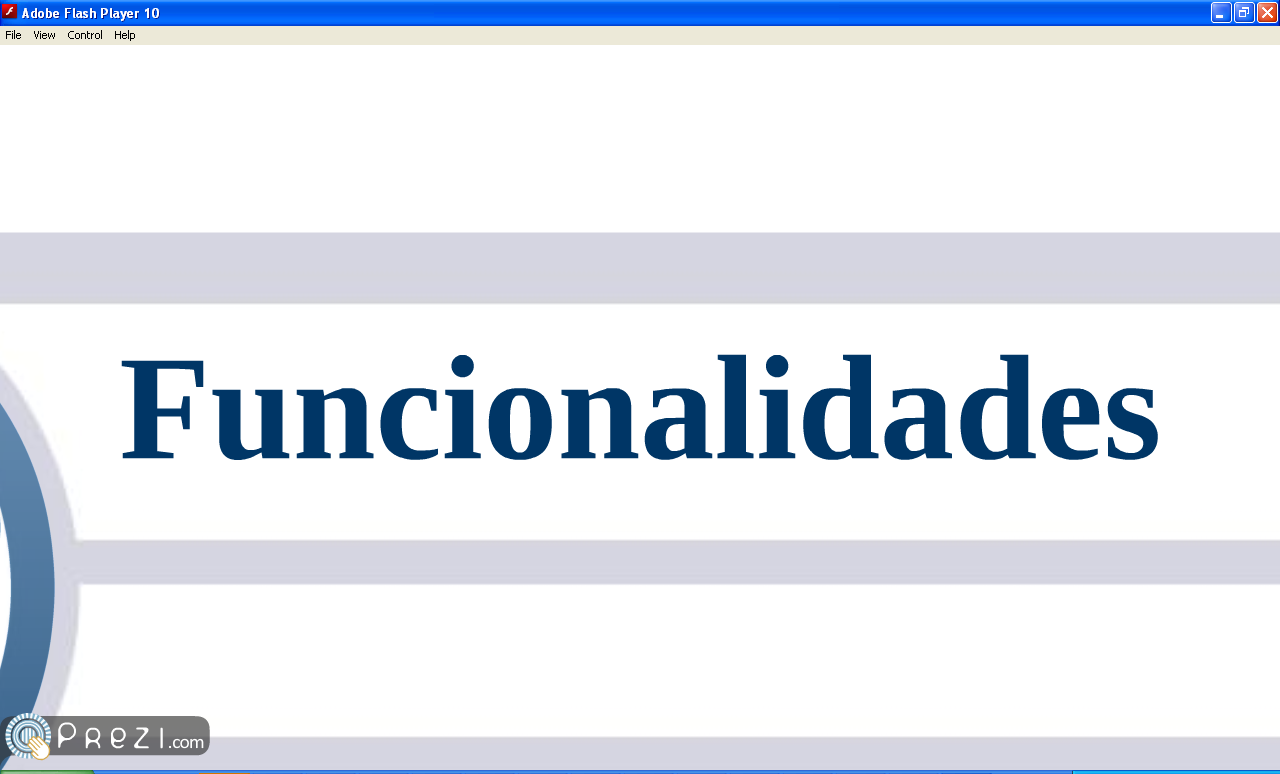 Adobe Flash Player 10
File View Control Help
Funcionalidades
Prezi.com